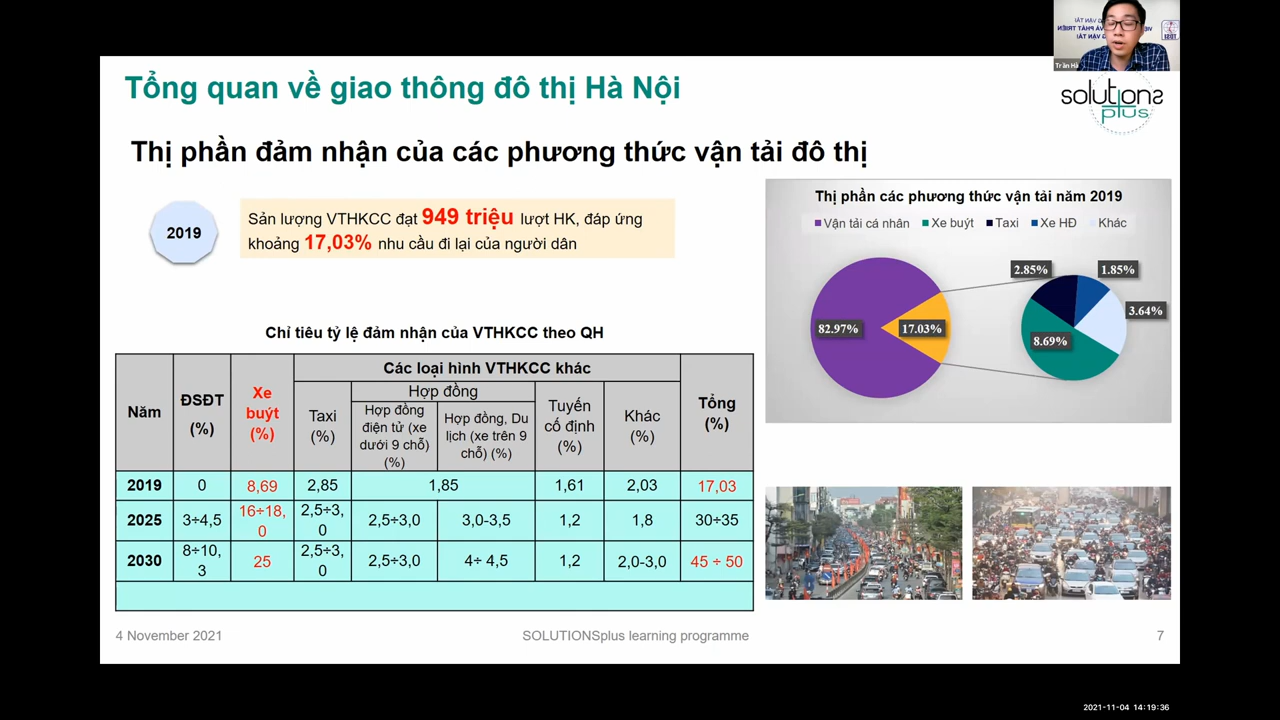 VIỆN
VÀ PHÁT TRIỂN
VẬN TẢI
TDSI
Tổng quan về giao thông đô thị Hà Nội
solutions
plus
Thị phần đảm nhận của các phương thức vận tải đô thị
2019
Sản lượng VTHKCC đạt 949 triệu lượt HK, đáp ứng
khoảng 17,03% nhu cầu đi lại của người dân
Thị phần các phương thức vận tải năm 2019
Vận tải cá nhân Xe buýt Taxi Xe HĐ Khác
2.85% 1.85%
3.64%
82.97% 17.03%
8.69%
Chỉ tiêu tỷ lệ đảm nhận của VTHKCC theo QH
Năm
ĐSĐT
(%)
Xe
buýt
(%)
Các loại hình VTHKCC khác
Taxi
(%)
Hợp đồng
Hợp đồng
điện tử (xe
dưới 9 chỗ)
(%)
Hợp đồng, Du
lịch (xe trên 9
chỗ) (%)
Tuyến
cố định
(%)
Khác
(%)
Tổng
(%)
2019 0 8,69 2,85 1,85 1,61 2,03 17,03
2025 3÷4,5 16÷18,0 2,5÷3,0 2,5÷3,0 3,0-3,5 1,2 1,8 30÷35
2030 8÷10,3 25 2,5÷3,0 2,5÷3,0 4÷ 4,5 1,2 2,0-3,0 45 ÷ 50
4 November 2021 SOLUTIONSplus learning programme 7
2021-11-04 14:19:36